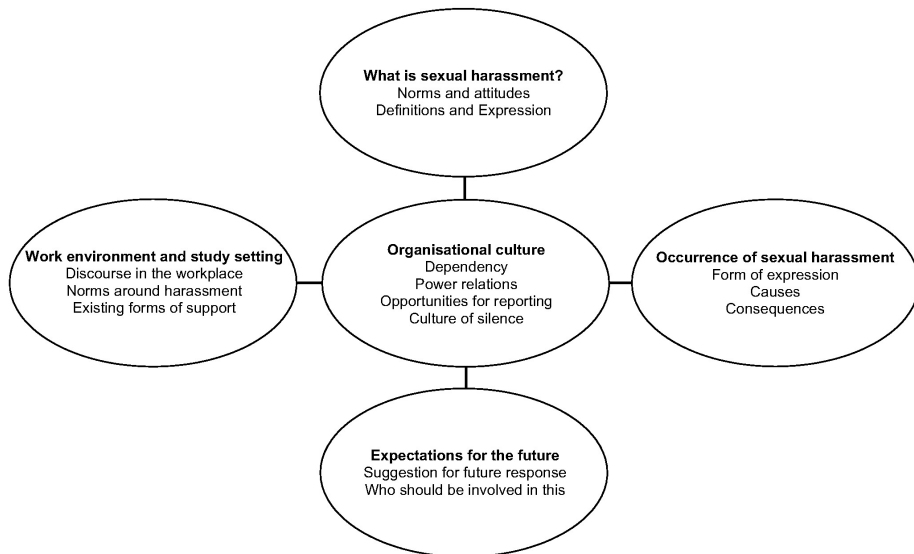 What is sexual harassment?
Norms and attitudes
Definitions and Expression
Work environment and study setting
Discourse in the workplace
Norms around harassment
Existing forms of support
Organisational culture
Dependency
Power relations
Opportunities for reporting
Culture of silence
Occurrence of sexual harassment
Form of expression
Causes
Consequences
Expectations for the future
Suggestion for future response
Who should be involved in this